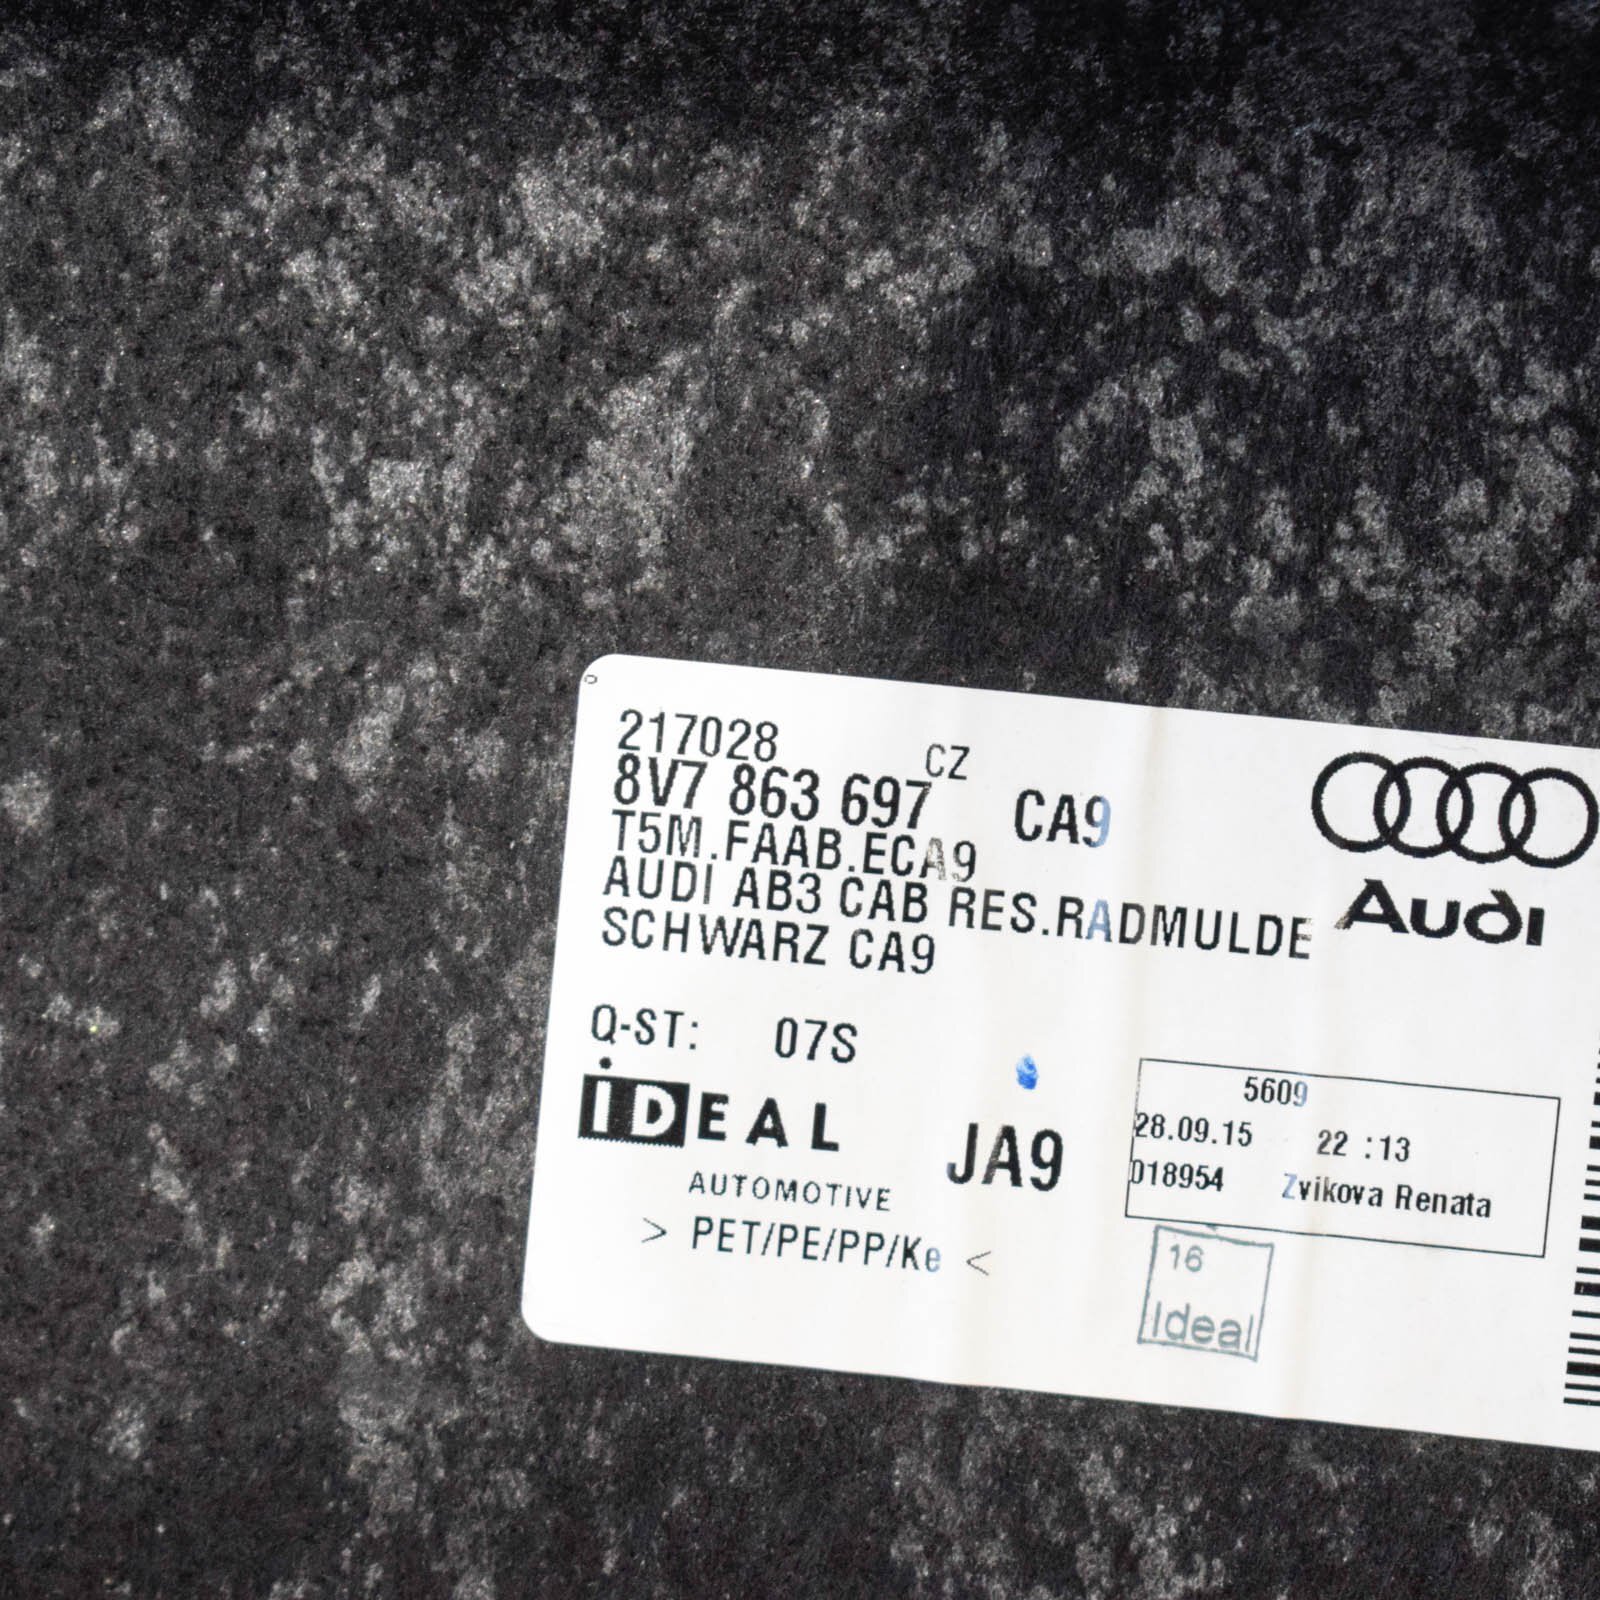 217028
CZ
8V7 863 697 CA9
T5M.FAAB.ECA9
AUDI AB3 CAB RES.RADMULDE
SCHWARZ CA9
Audi
Q-ST: 07S
iDEAL
AUTOMOTIVE
JA9
> PET/PE/PP/Ke <
5609
28.09.15 22 :13
018954 Zvikova Renata
16
Ideal